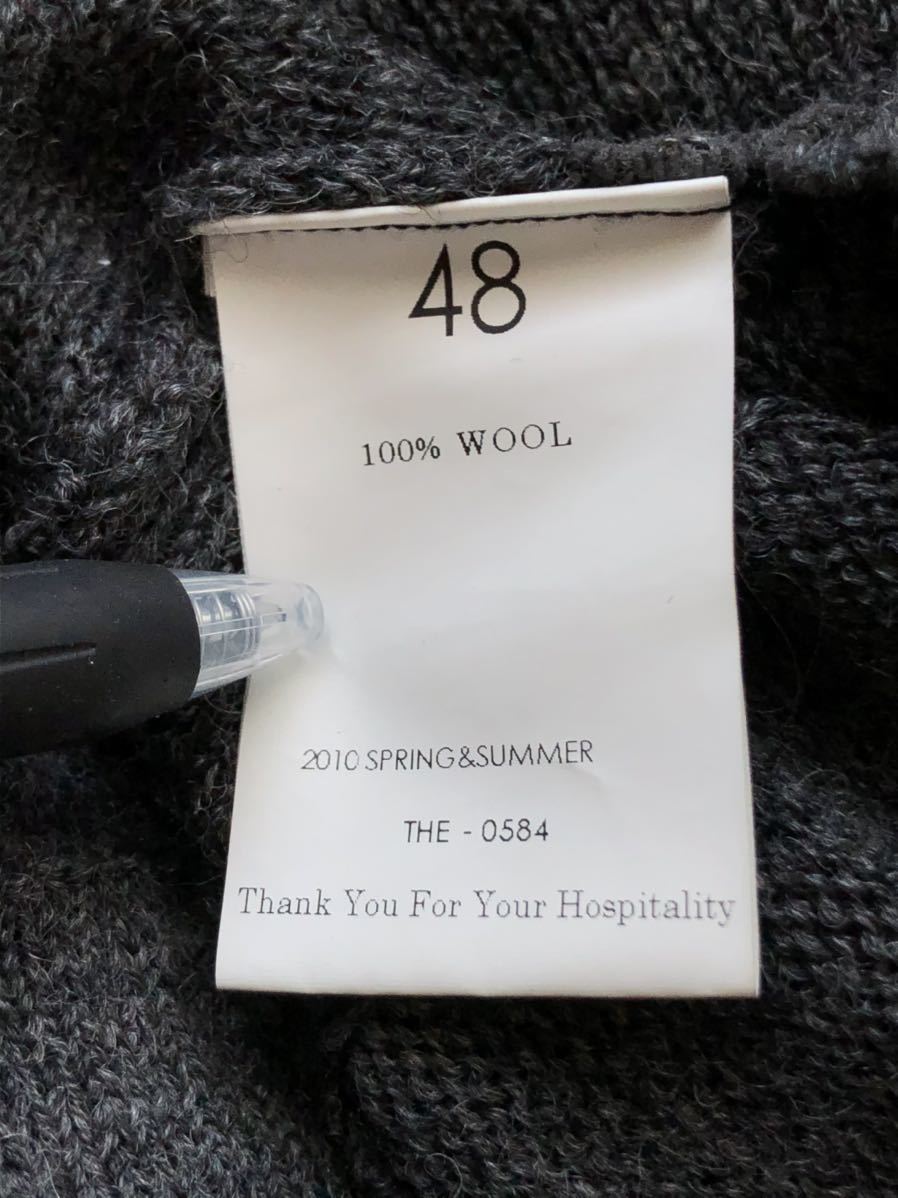 48
100% WOOL
2010 SPRING&SUMMER
THE - 0584
Thank You For Your Hospitality